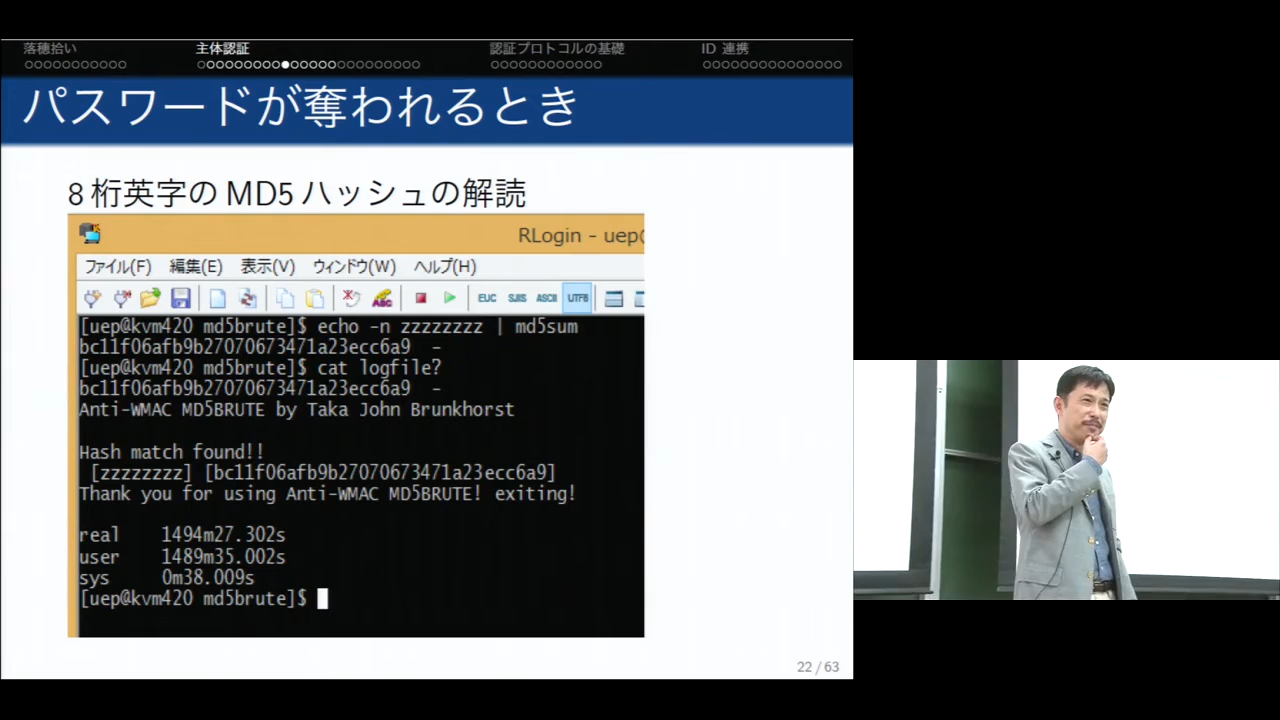 落穂拾い 主体認証 認証プロトコルの基礎 ID 連携
パスワードが奪われるとき
8 桁英字の MD5 ハッシュの解読
RLogin - uep@
ファイル(F) 編集(E) 表示(V) ウィンドウ(W) ヘルプ(H)
EUC SJIS ASCII UTF8
[uep@kvm420 md5brute]$ echo -n zzzzzzzz | md5sum
bc11f06afb9b27070673471a23ecc6a9 -
[uep@kvm420 md5brute]$ cat logfile?
bc11f06afb9b27070673471a23ecc6a9 -
Anti-WMAC MD5BRUTE by Taka John Brunkhorst
Hash match found!!
[zzzzzzzz] [bc11f06afb9b27070673471a23ecc6a9]
Thank you for using Anti-WMAC MD5BRUTE! exiting!
real 1494m27.302s
user 1489m35.002s
sys 0m38.009s
[uep@kvm420 md5brute]$
22 / 63